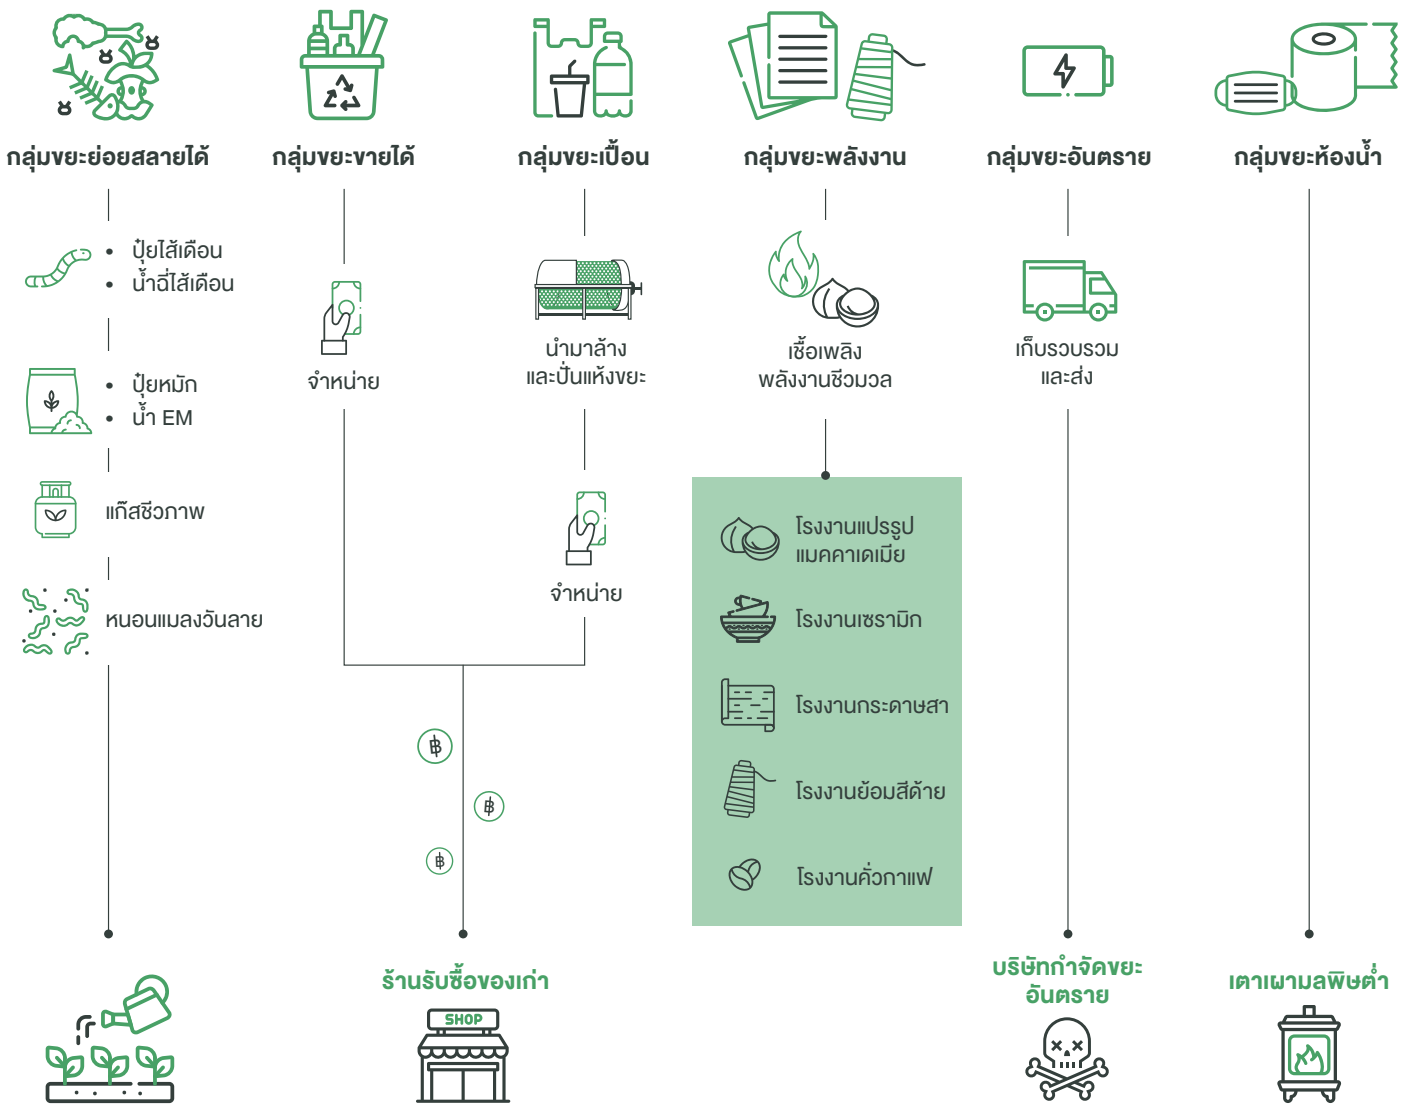 กลุ่มขยะย่อยสลายได้
กลุ่มขยะขายได้
กลุ่มขยะเปื้อน
กลุ่มขยะพลังงาน
กลุ่มขยะอันตราย
กลุ่มขยะห้องน้ำ
• ปุ๋ยไส้เดือน
• น้ำฉี่ไส้เดือน
• ปุ๋ยหมัก
• น้ำ EM
แก๊สชีวภาพ
หนอนแมลงวันลาย
จำหน่าย
นำมาล้าง
และปั่นแห้งขยะ
จำหน่าย
฿
฿
฿
ร้านรับซื้อของเก่า
SHOP
เชื้อเพลิง
พลังงานชีวมวล
โรงงานแปรรูป
แมคคาเดเมีย
โรงงานเซรามิก
โรงงานกระดาษสา
โรงงานย้อมสีด้าย
โรงงานคั่วกาแฟ
เก็บรวบรวม
และส่ง
บริษัทกำจัดขยะ
อันตราย
เตาเผามลพิษต่ำ